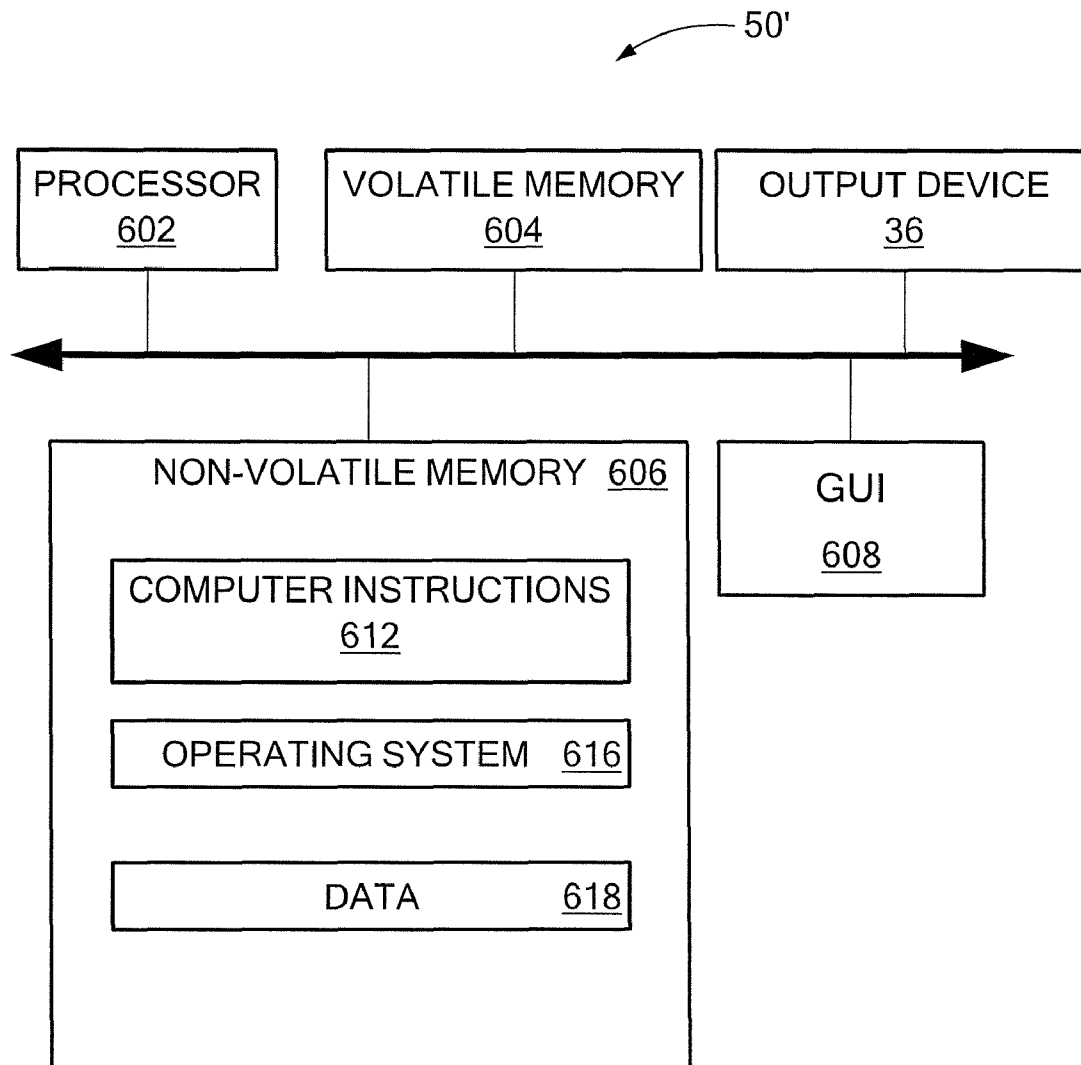 50'
PROCESSOR
602
VOLATILE MEMORY
604
OUTPUT DEVICE
36
NON-VOLATILE MEMORY 606
COMPUTER INSTRUCTIONS
612
OPERATING SYSTEM 616
DATA 618
GUI
608